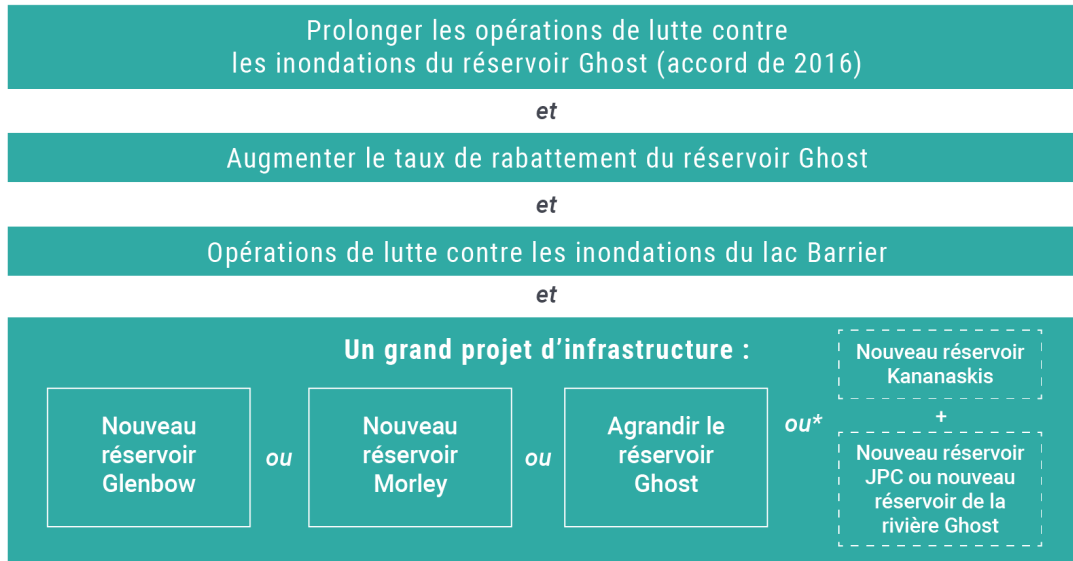 Prolonger les opérations de lutte contre
les inondations du réservoir Ghost (accord de 2016)
et
Augmenter le taux de rabattement du réservoir Ghost
et
Opérations de lutte contre les inondations du lac Barrier
et
Un grand projet d’infrastructure :
Nouveau
réservoir
Glenbow
ou
Nouveau
réservoir
Morley
ou
Agrandir le
réservoir
Ghost
ou*
Nouveau réservoir
Kananaskis
+
Nouveau réservoir
JPC ou nouveau
réservoir de la
rivière Ghost